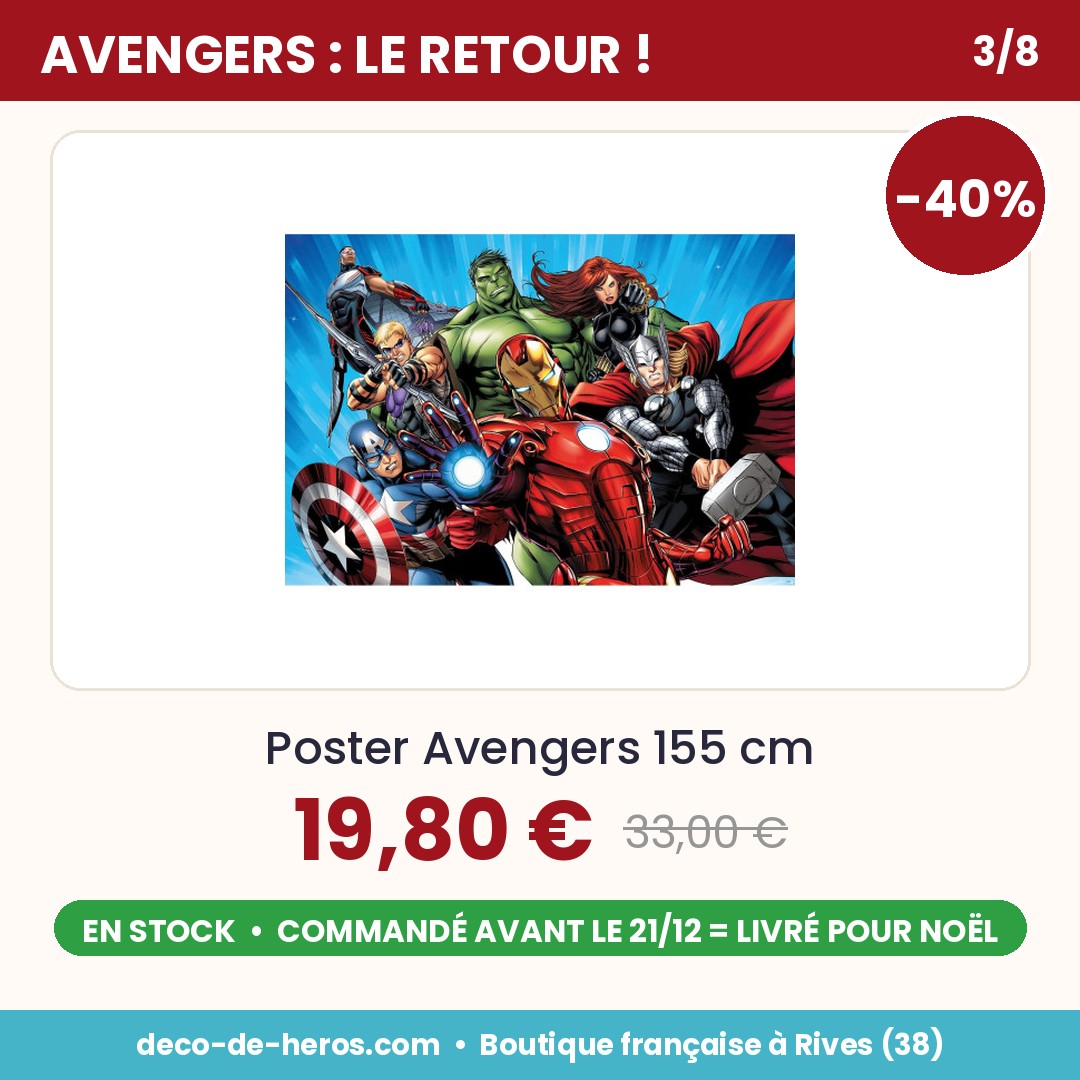 AVENGERS : LE RETOUR !
3/8
-40%
Poster Avengers 155 cm
19,80 € 33,00 €
EN STOCK • COMMANDÉ AVANT LE 21/12 = LIVRÉ POUR NOËL
deco-de-heros.com • Boutique française à Rives (38)